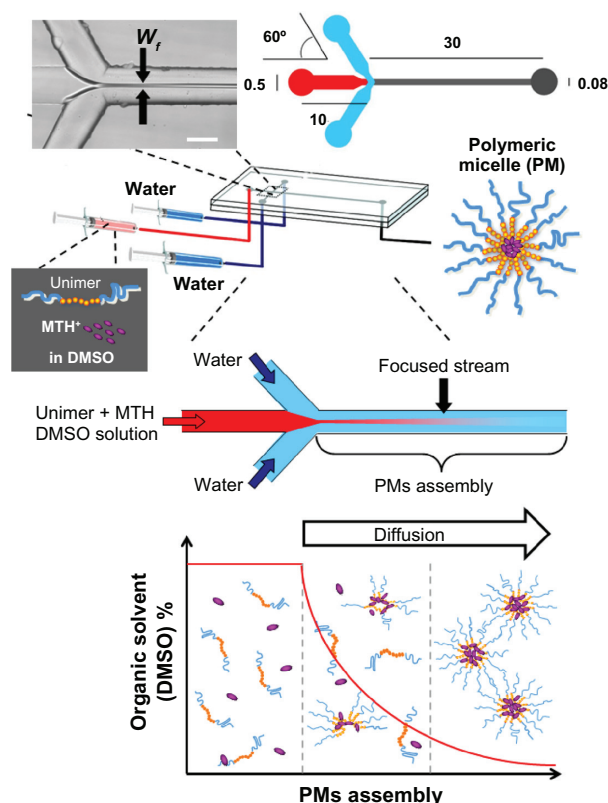 Wf
60º
30
0.5
0.08
10
Polymeric
micelle (PM)
Water
Water
Unimer
MTH+
in DMSO
Water
Focused stream
Unimer + MTH
DMSO solution
Water
PMs assembly
Diffusion
Organic solvent
(DMSO) %
PMs assembly